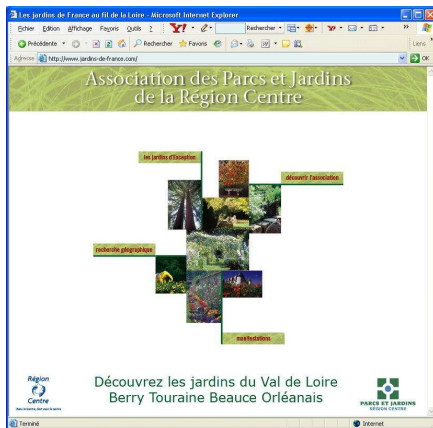 Les jardins de France au fil de la Loire - Microsoft Internet Explorer
Fichier Edition Affichage Favoris Outils ? Y! Rechercher
Précédente Rechercher Favoris Liens
Adresse http://www.jardins-de-france.com/ OK
Association des Parcs et Jardins
de la Région Centre
les jardins d'Exception
découvrir l'association
recherche géographique
manifestations
Région
Centre
Découvrez les jardins du Val de Loire
Berry Touraine Beauce Orléanais
PARCS ET JARDINS
RÉGION CENTRE
Terminé Internet